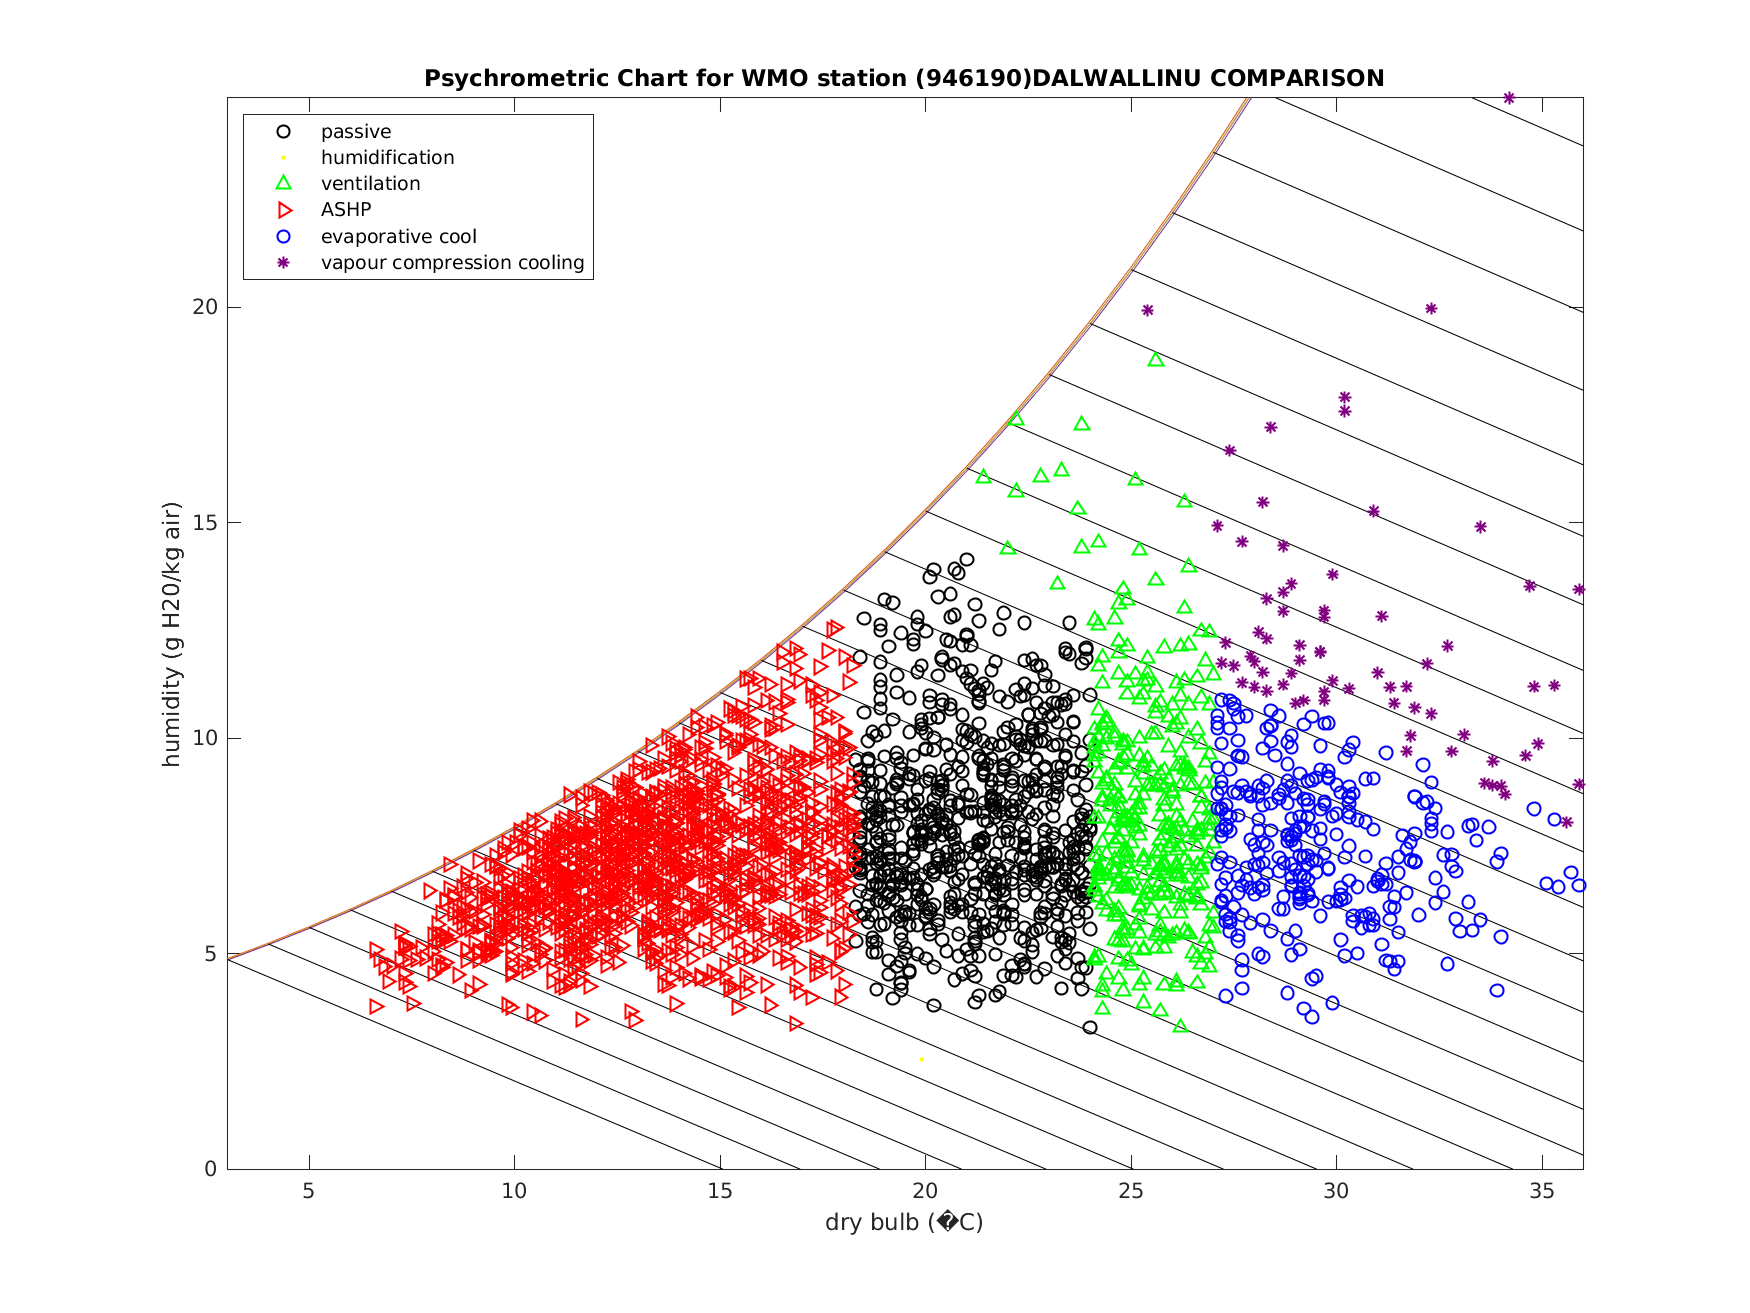 Psychrometric Chart for WMO station (946190)DALWALLINU COMPARISON
passive
humidification
ventilation
ASHP
evaporative cool
vapour compression cooling
humidity (g H20/kg air)
20
15
10
5
0
5 10 15 20 25 30 35
dry bulb (�C)